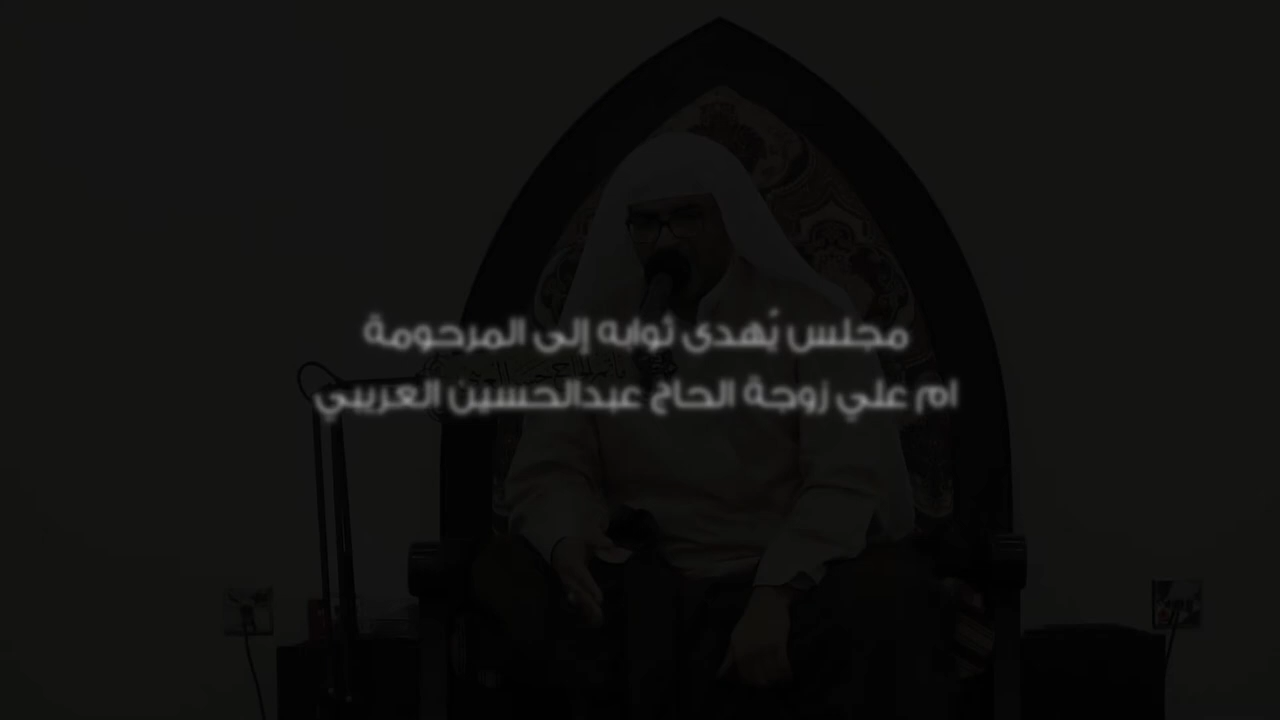 مجلس يُهدى ثوابه إلى المرحومة
ام علي زوجة الحاج عبدالحسين العريبي